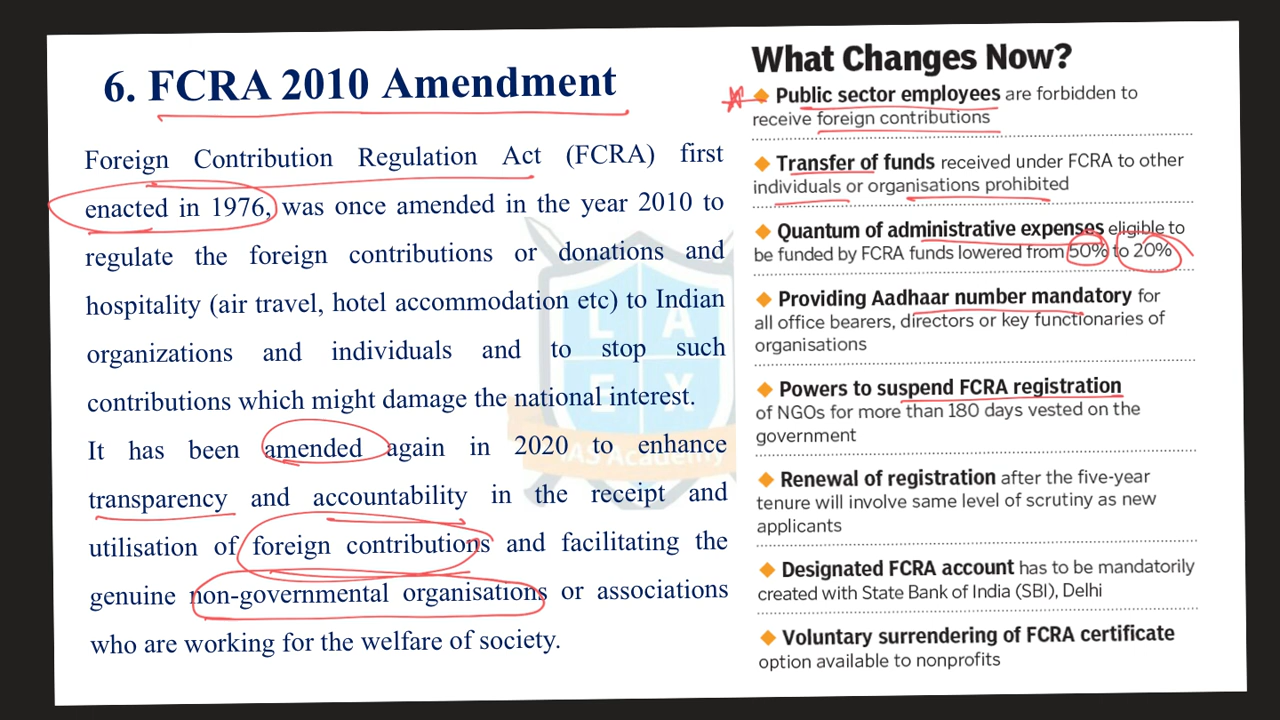 6. FCRA 2010 Amendment
Foreign Contribution Regulation Act (FCRA) first
enacted in 1976, was once amended in the year 2010 to
regulate the foreign contributions or donations and
hospitality (air travel, hotel accommodation etc) to Indian
organizations and individuals and to stop such
contributions which might damage the national interest.
It has been amended again in 2020 to enhance
transparency and accountability in the receipt and
utilisation of foreign contributions and facilitating the
genuine non-governmental organisations or associations
who are working for the welfare of society.
L A
E X
IAS Academy
What Changes Now?
Public sector employees are forbidden to
receive foreign contributions
Transfer of funds received under FCRA to other
individuals or organisations prohibited
Quantum of administrative expenses eligible to
be funded by FCRA funds lowered from 50% to 20%
Providing Aadhaar number mandatory for
all office bearers, directors or key functionaries of
organisations
Powers to suspend FCRA registration
of NGOs for more than 180 days vested on the
government
Renewal of registration after the five-year
tenure will involve same level of scrutiny as new
applicants
Designated FCRA account has to be mandatorily
created with State Bank of India (SBI), Delhi
Voluntary surrendering of FCRA certificate
option available to nonprofits